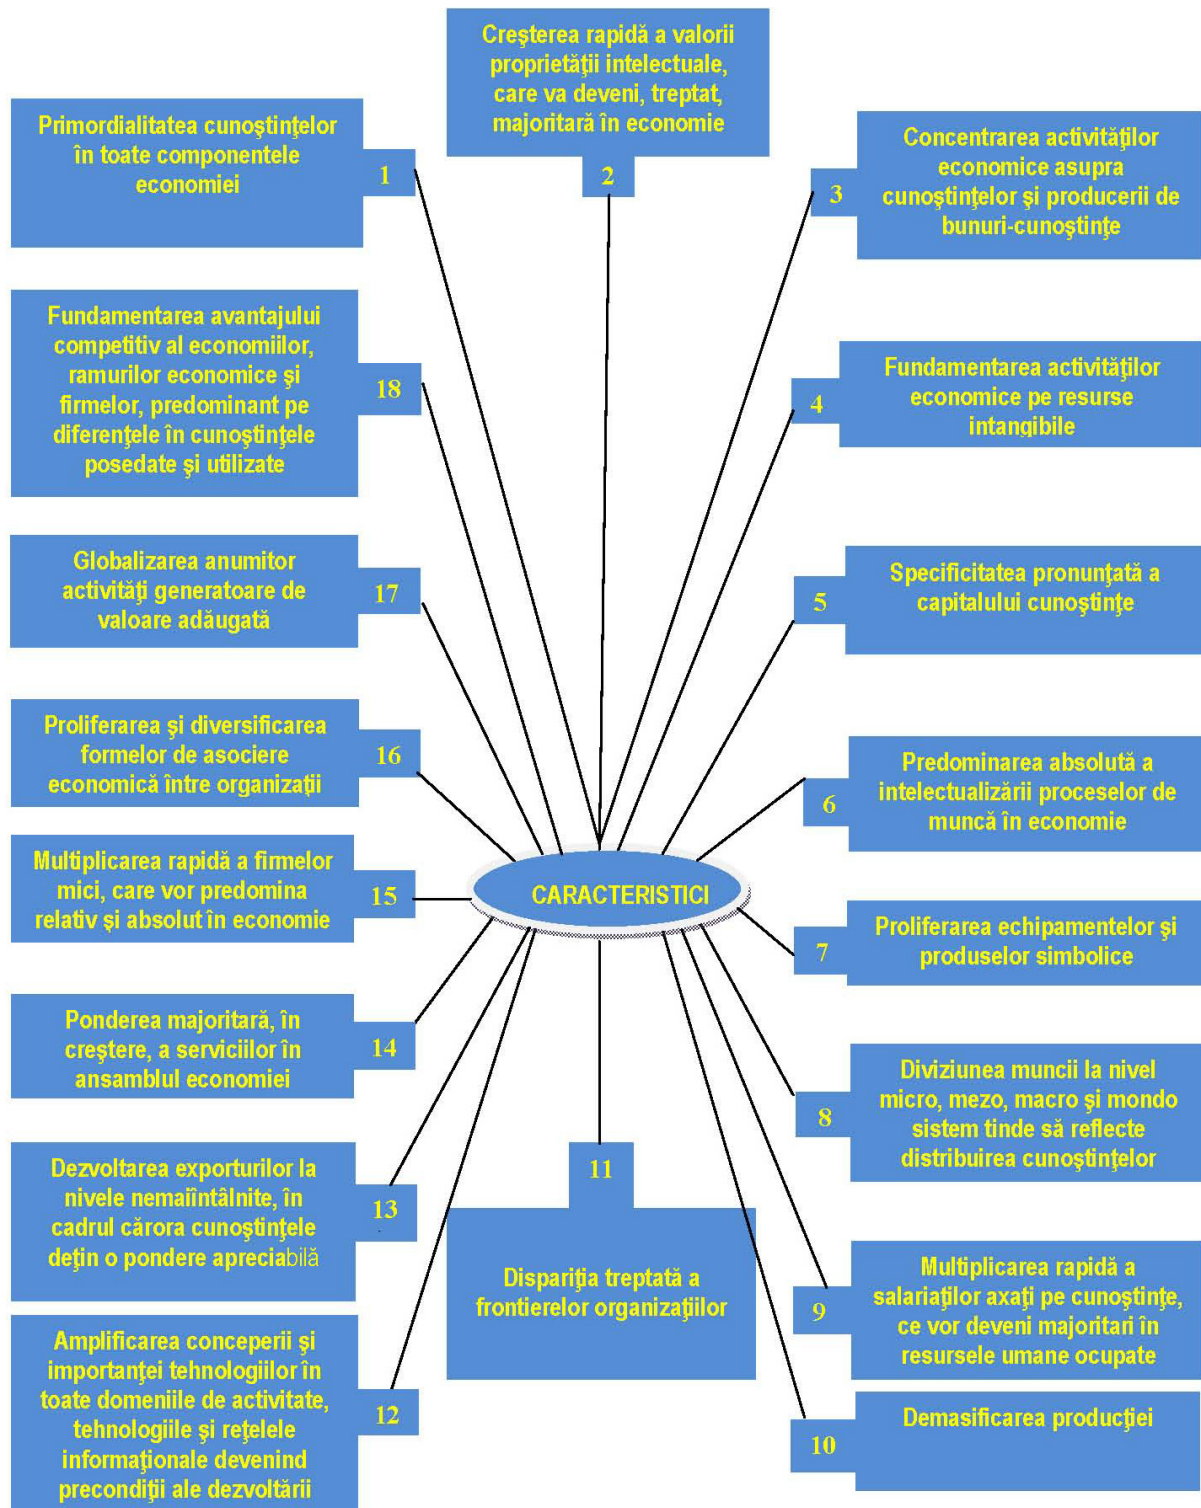 Primordialitatea cunoştinţelor
în toate componentele
economiei
1
Creşterea rapidă a valorii
proprietăţii intelectuale,
care va deveni, treptat,
majoritară în economie
2
Concentrarea activităţilor
economice asupra
cunoştinţelor şi producerii de
bunuri-cunoştinţe
3
Fundamentarea activităţilor
economice pe resurse
intangibile
4
Specificitatea pronunţată a
capitalului cunoştinţe
5
Predominarea absolută a
intelectualizării proceselor de
muncă în economie
6
Proliferarea echipamentelor şi
produselor simbolice
7
Diviziunea muncii la nivel
micro, mezo, macro şi mondo
sistem tinde să reflecte
distribuirea cunoştinţelor
8
Multiplicarea rapidă a
salariaţilor axaţi pe cunoştinţe,
ce vor deveni majoritari în
resursele umane ocupate
9
Demasificarea producţiei
10
11
Dispariţia treptată a
frontierelor organizaţiilor
Amplificarea conceperii şi
importanţei tehnologiilor în
toate domeniile de activitate,
tehnologiile şi reţelele
informaţionale devenind
precondiţii ale dezvoltării
12
Dezvoltarea exporturilor la
nivele nemaîintâlnite, în
cadrul cărora cunoştinţele
deţin o pondere apreciabilă
13
Ponderea majoritară, în
creştere, a serviciilor în
ansamblul economiei
14
Multiplicarea rapidă a firmelor
mici, care vor predomina
relativ şi absolut în economie
15
Proliferarea şi diversificarea
formelor de asociere
economică între organizaţii
16
Globalizarea anumitor
activităţi generatoare de
valoare adăugată
17
Fundamentarea avantajului
competitiv al economiilor,
ramurilor economice şi
firmelor, predominant pe
diferenţele în cunoştinţele
posedate şi utilizate
18
CARACTERISTICI